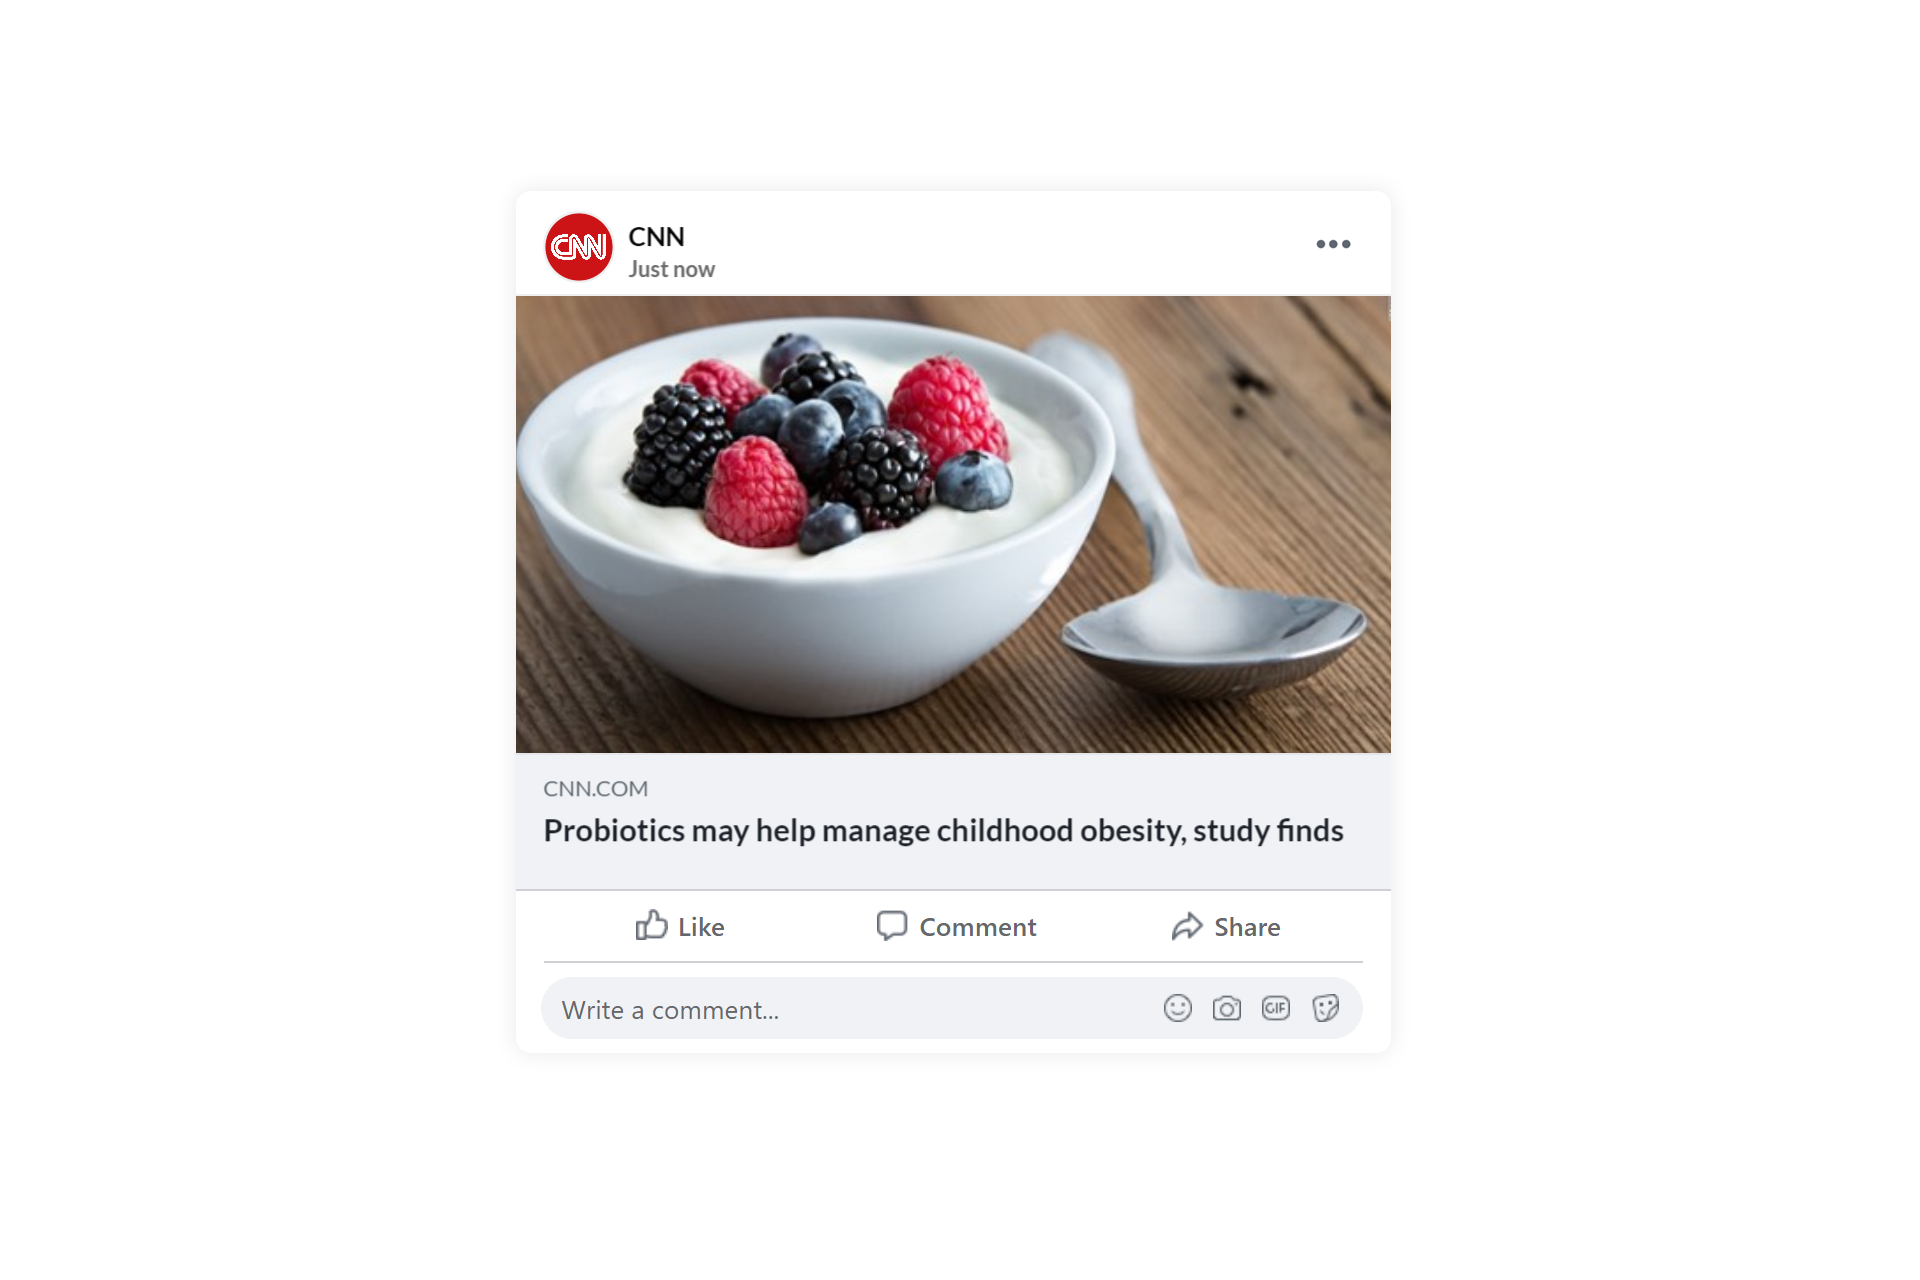 CNN
CNN
Just now
CNN.COM
Probiotics may help manage childhood obesity, study finds
Like
Comment
Share
Write a comment...
GIF